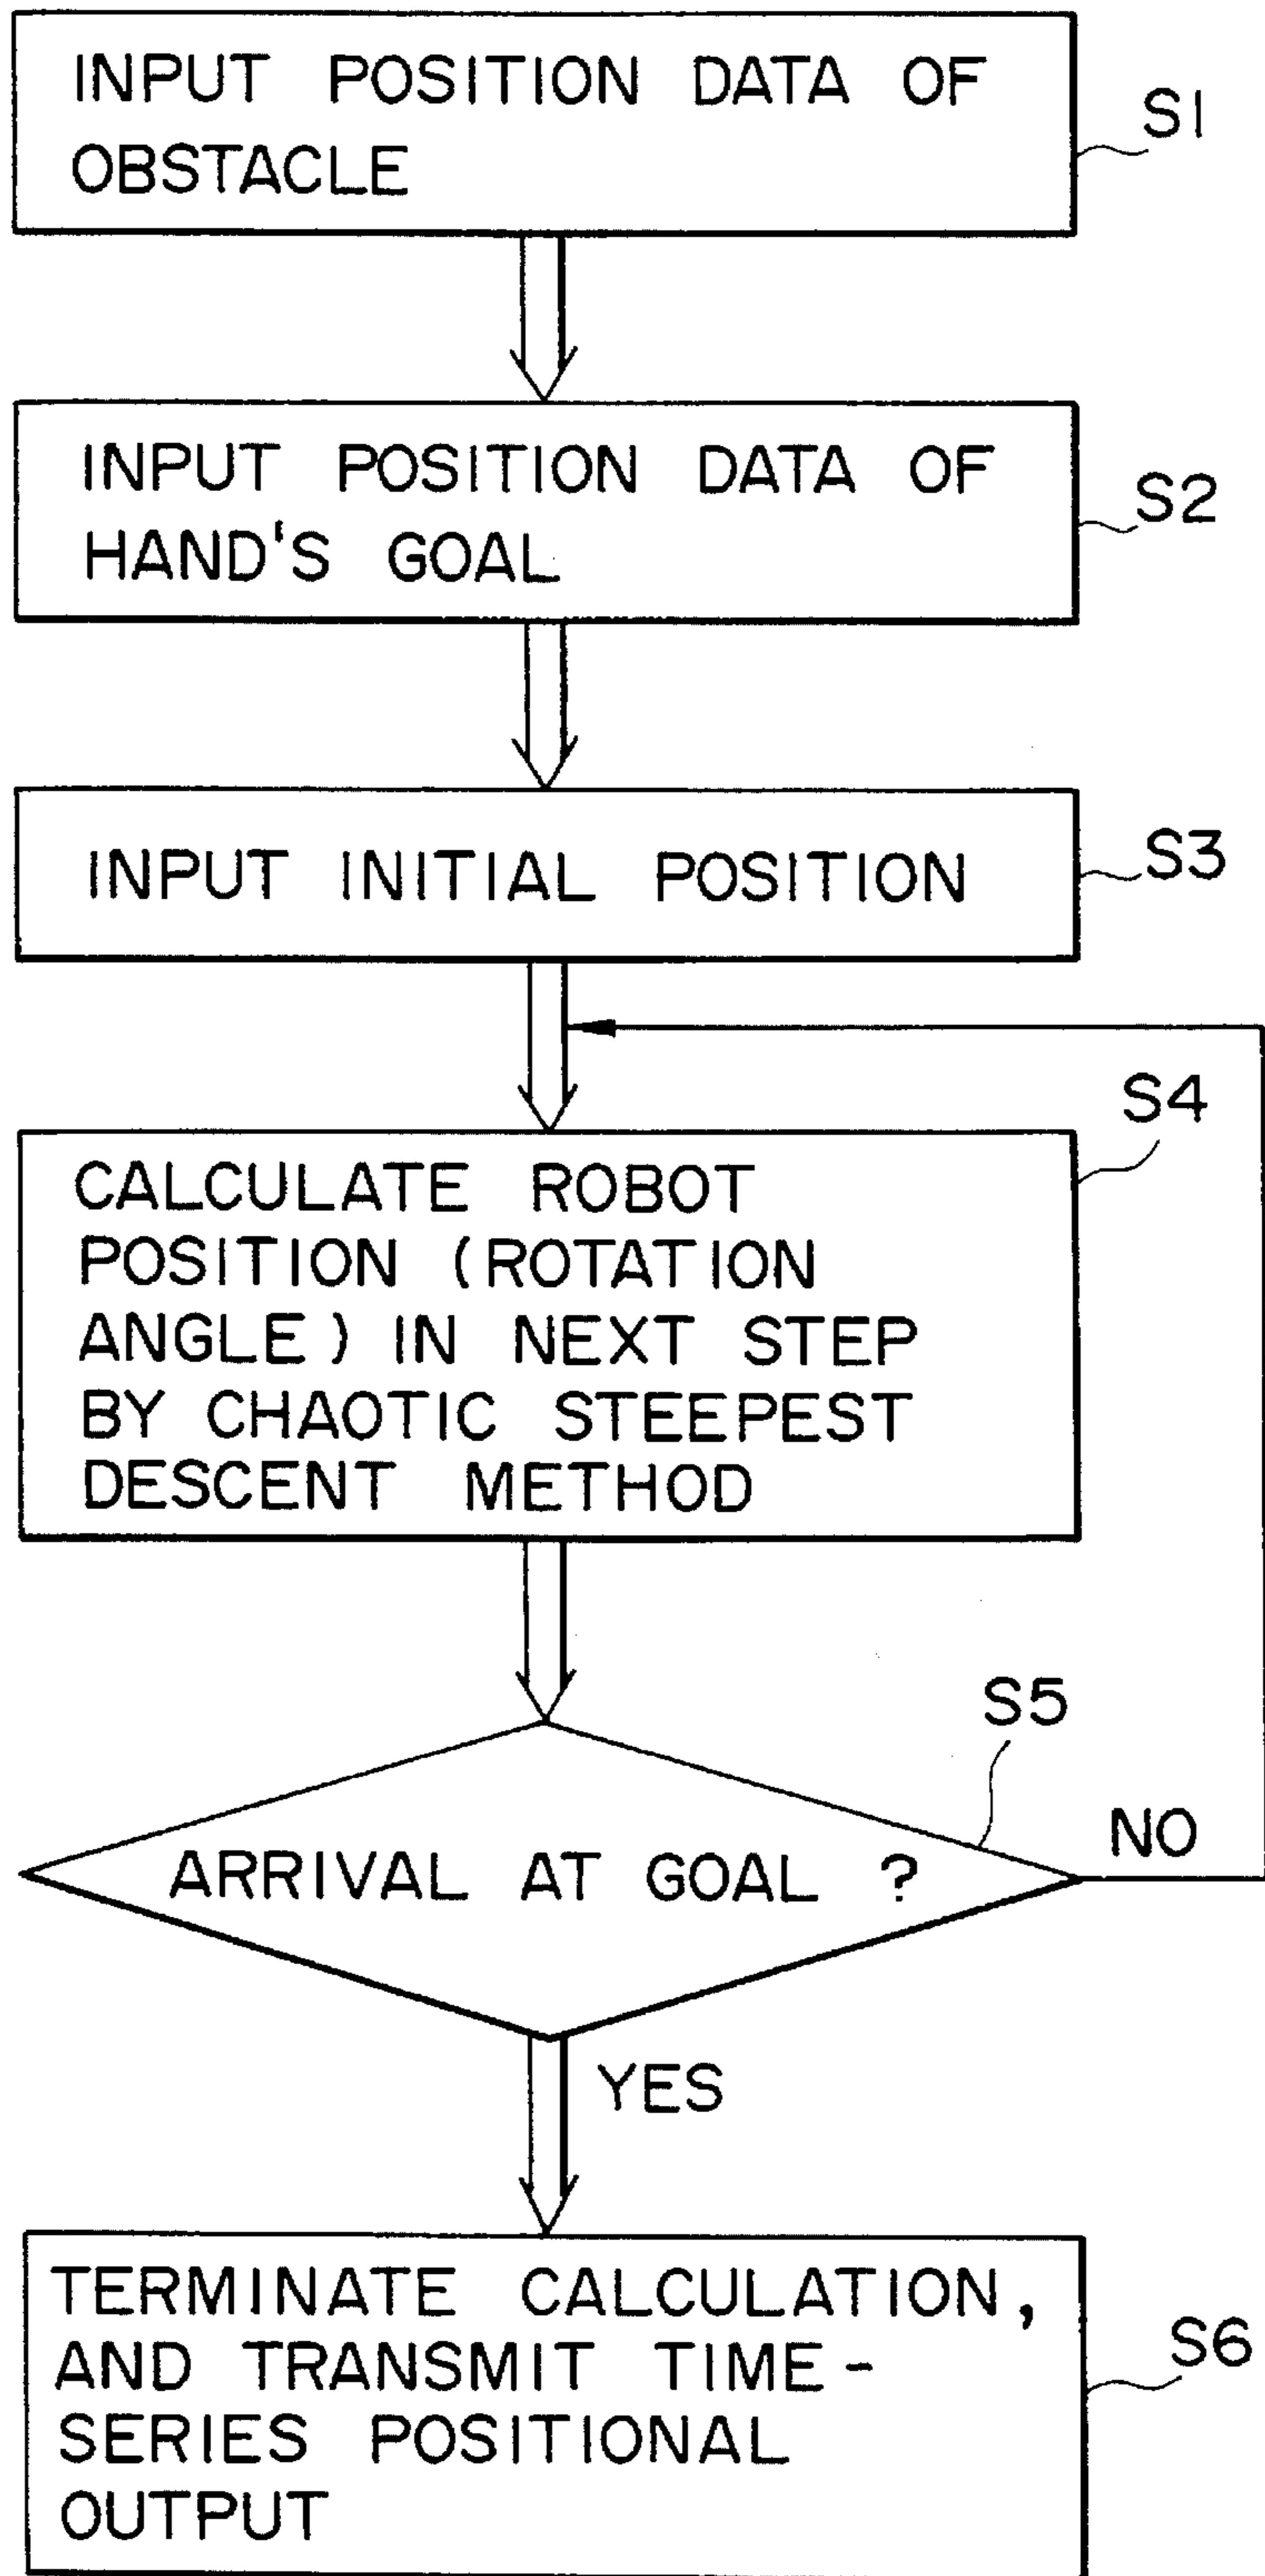 INPUT POSITION DATA OF
OBSTACLE
S1
INPUT POSITION DATA OF
HAND'S GOAL
S2
INPUT INITIAL POSITION
S3
S4
CALCULATE ROBOT
POSITION (ROTATION
ANGLE) IN NEXT STEP
BY CHAOTIC STEEPEST
DESCENT METHOD
S5
ARRIVAL AT GOAL ?
NO
YES
TERMINATE CALCULATION,
AND TRANSMIT TIME-
SERIES POSITIONAL
OUTPUT
S6